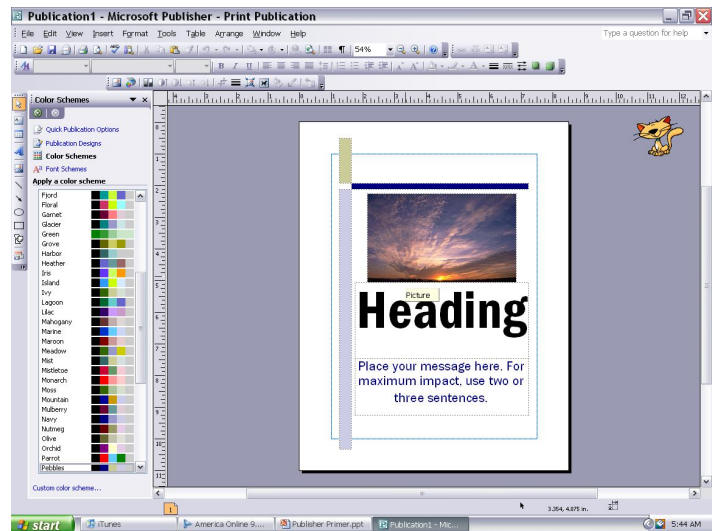 Publication1 - Microsoft Publisher - Print Publication
File Edit View Insert Format Tools Table Arrange Window Help
Type a question for help
54%
B I U
Color Schemes
Quick Publication Options
Publication Designs
Color Schemes
Font Schemes
Apply a color scheme
Fjord
Floral
Garnet
Glacier
Green
Grove
Harbor
Heather
Iris
Island
Ivy
Lagoon
Lilac
Mahogany
Marine
Maroon
Meadow
Mist
Mistletoe
Monarch
Moss
Mountain
Mulberry
Navy
Nutmeg
Olive
Orchid
Parrot
Pebbles
Custom color scheme...
Picture
Heading
Place your message here. For
maximum impact, use two or
three sentences.
1
3.354, 4.875 in.
start
iTunes
America Online 9....
Publisher Primer.ppt
Publication1 - Mic...
5:44 AM